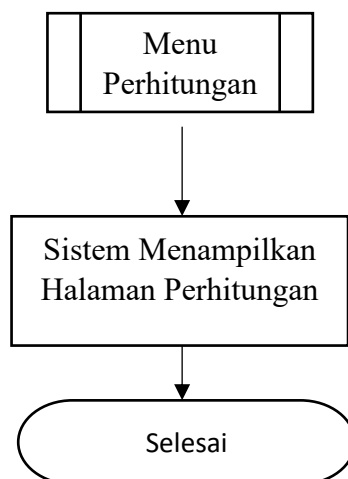 Menu
Perhitungan
Sistem Menampilkan
Halaman Perhitungan
Selesai